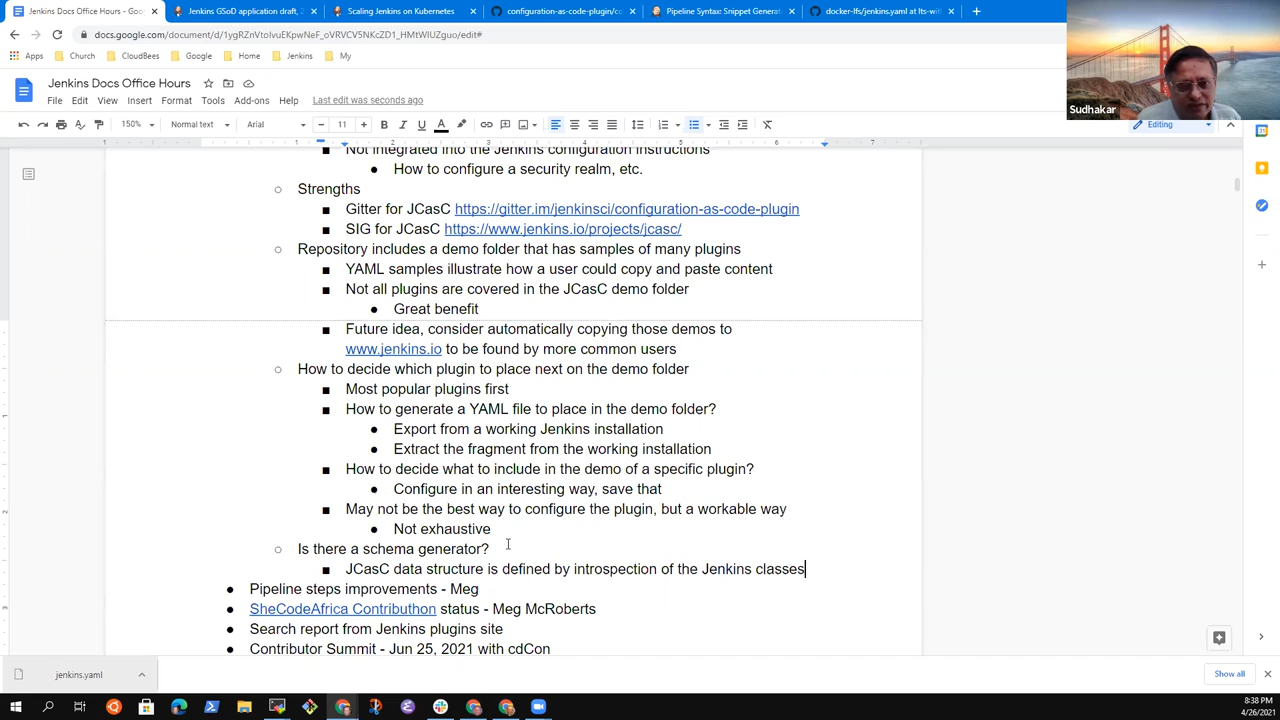 Jenkins Docs Office Hours - Goo
Jenkins GSoD application draft, 2
Scaling Jenkins on Kubernetes
configuration-as-code-plugin/co
Pipeline Syntax: Snippet Generat
docker-lfs/jenkins.yaml at lts-wit
docs.google.com/document/d/1ygRZnVtoIvuEKpwNeF_oVRVCV5NKcZD1_HMtWIUZguo/edit#
Apps
Church
CloudBees
Google
Home
Jenkins
My
Sudhakar
Jenkins Docs Office Hours
File Edit View Insert Format Tools Add-ons Help Last edit was seconds ago
150% Normal text Arial 11 Editing
Not integrated into the Jenkins configuration instructions
How to configure a security realm, etc.
Strengths
Gitter for JCasC https://gitter.im/jenkinsci/configuration-as-code-plugin
SIG for JCasC https://www.jenkins.io/projects/jcasc/
Repository includes a demo folder that has samples of many plugins
YAML samples illustrate how a user could copy and paste content
Not all plugins are covered in the JCasC demo folder
Great benefit
Future idea, consider automatically copying those demos to
www.jenkins.io to be found by more common users
How to decide which plugin to place next on the demo folder
Most popular plugins first
How to generate a YAML file to place in the demo folder?
Export from a working Jenkins installation
Extract the fragment from the working installation
How to decide what to include in the demo of a specific plugin?
Configure in an interesting way, save that
May not be the best way to configure the plugin, but a workable way
Not exhaustive
Is there a schema generator?
JCasC data structure is defined by introspection of the Jenkins classes
Pipeline steps improvements - Meg
SheCodeAfrica Contributhon status - Meg McRoberts
Search report from Jenkins plugins site
Contributor Summit - Jun 25, 2021 with cdCon
jenkins.yaml
Show all
8:38 PM
4/26/2021